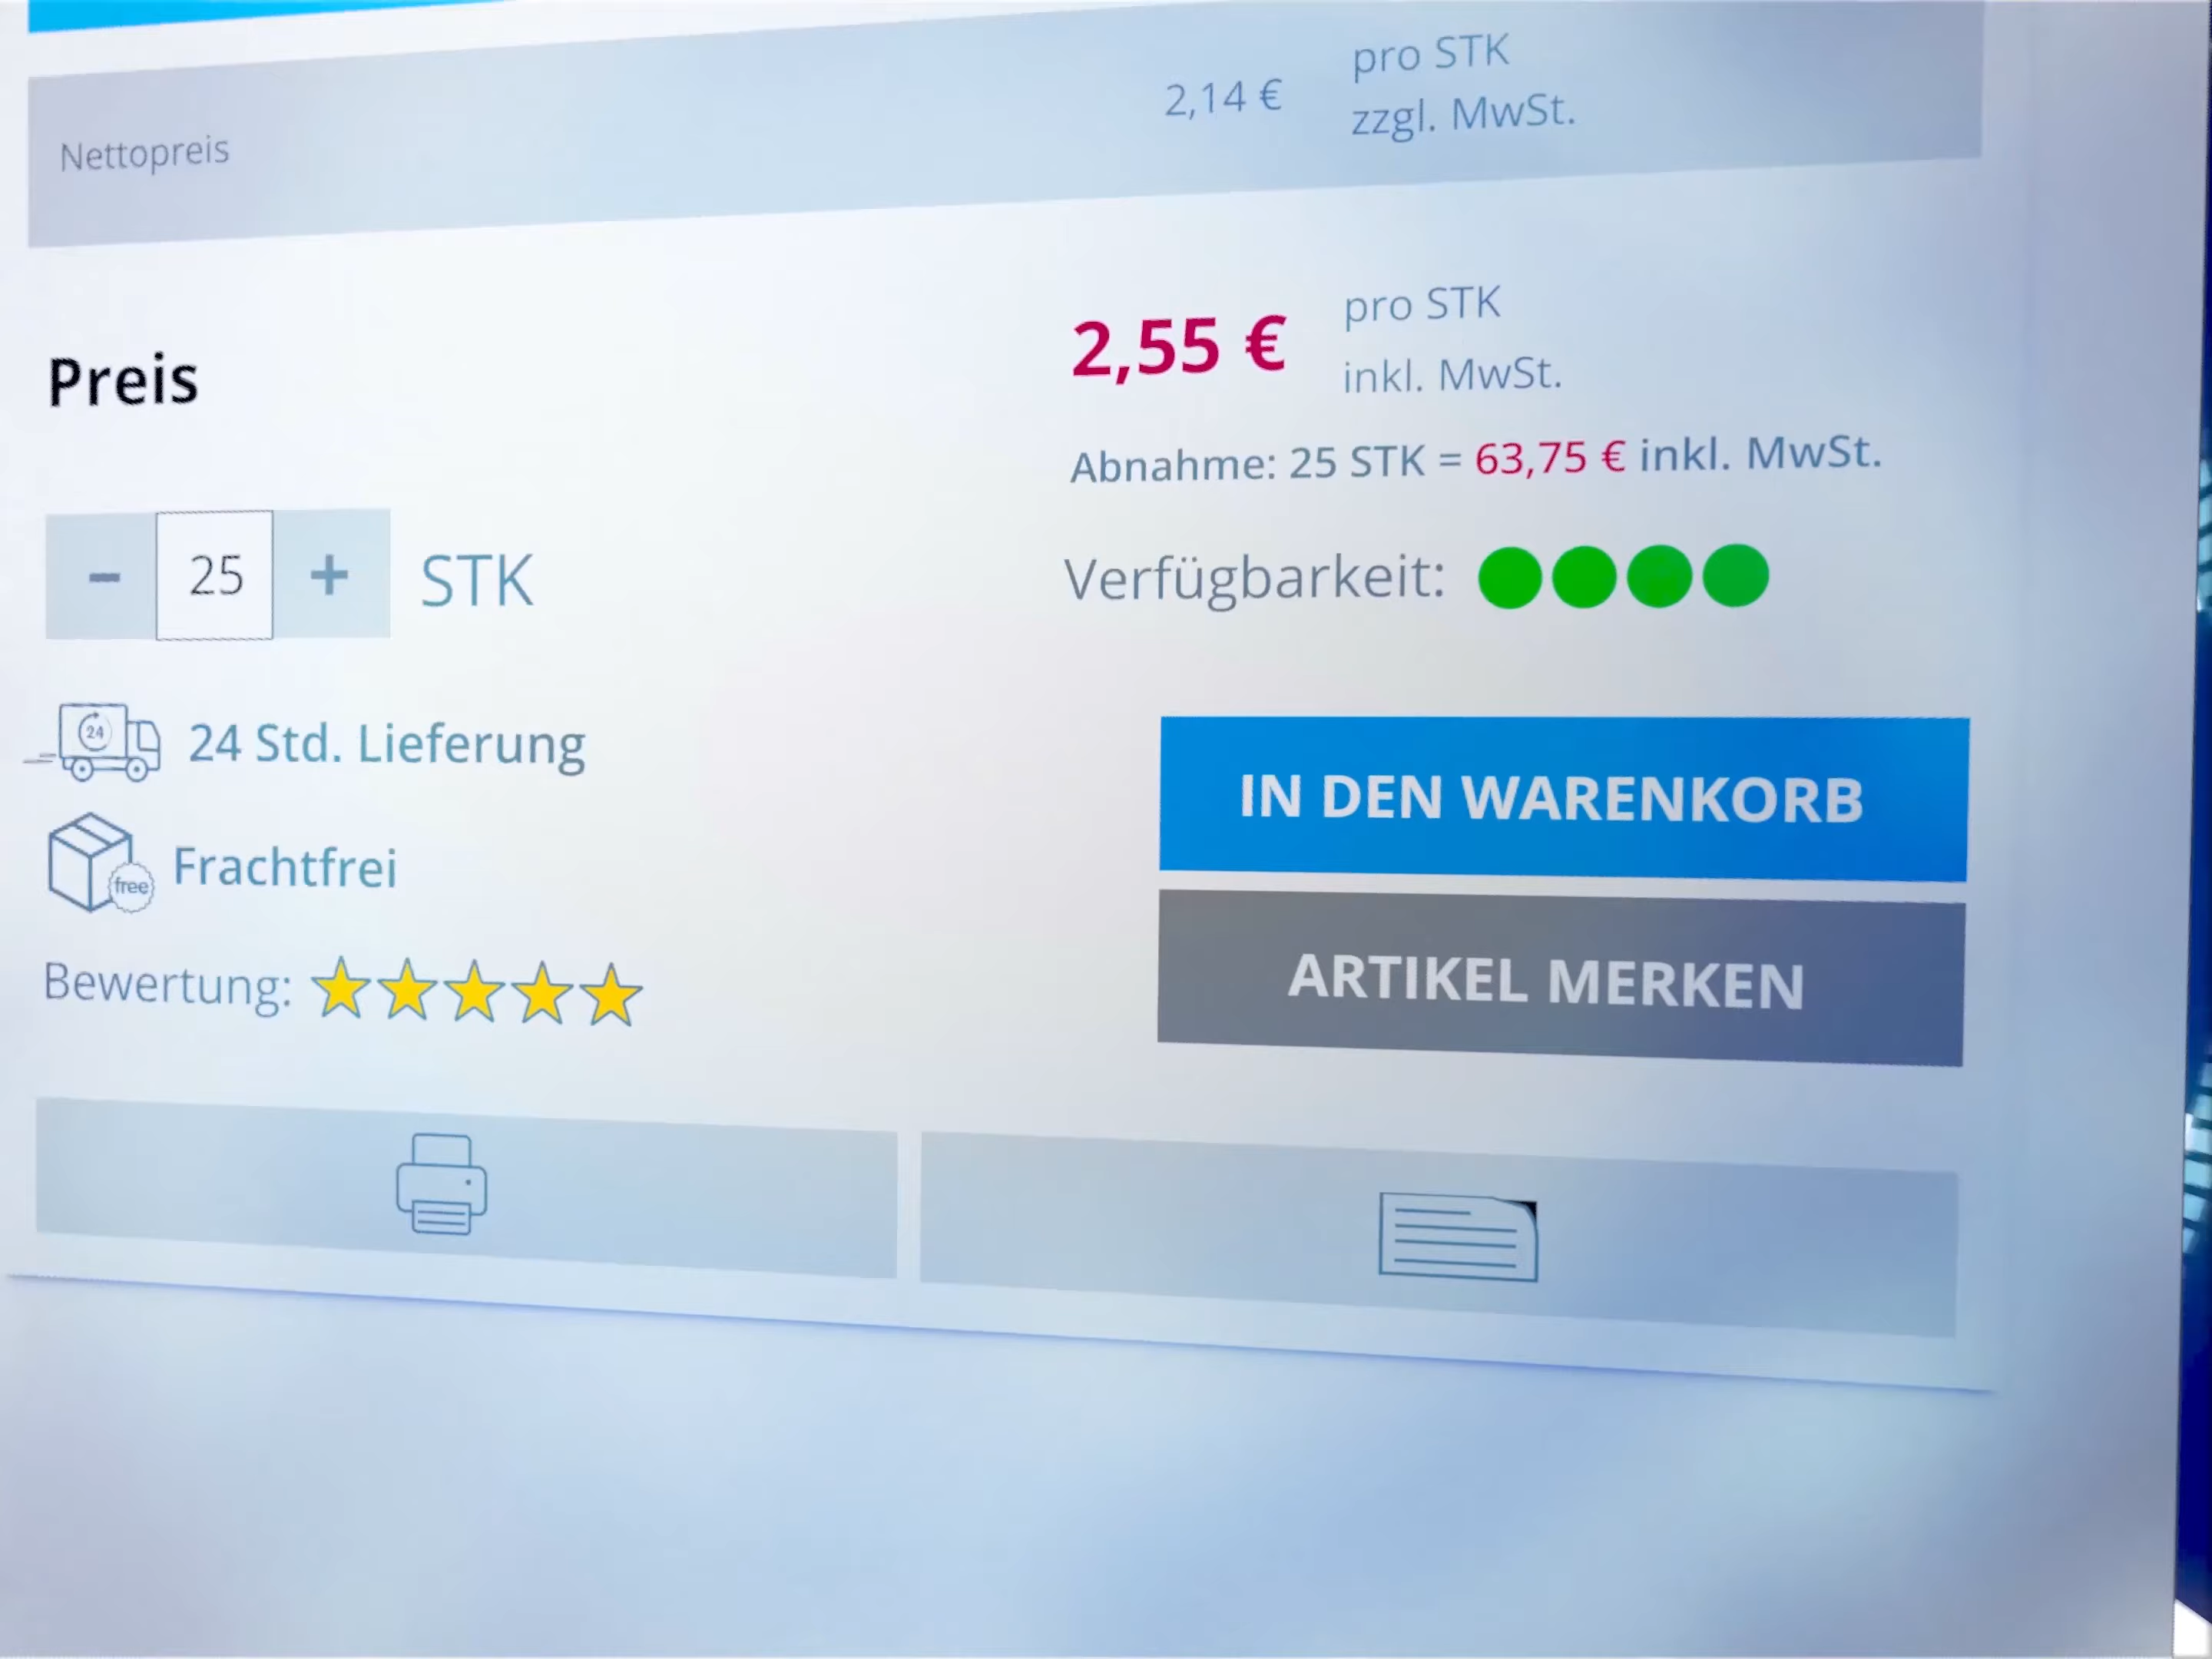 pro STK
2,14 €
zzgl. MwSt.
Nettopreis
pro STK
2,55 €
inkl. MwSt.
Preis
Abnahme: 25 STK = 63,75 € inkl. MwSt.
- 25 + STK
Verfügbarkeit:
24
24 Std. Lieferung
IN DEN WARENKORB
free
Frachtfrei
ARTIKEL MERKEN
Bewertung: